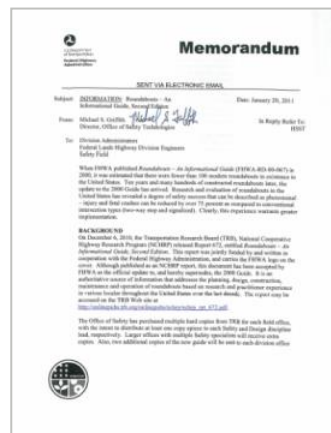 U.S. Department
of Transportation
Federal Highway
Administration
Memorandum
SENT VIA ELECTRONIC EMAIL
Subject: INFORMATION: Roundabouts – An
Informational Guide, Second Edition
Date: January 20, 2011
From: Michael S. Griffith
Director, Office of Safety Technologies
In Reply Refer To:
HSST
To: Division Administrators
Federal Lands Highway Division Engineers
Safety Field
When FHWA published Roundabouts – An Informational Guide (FHWA-RD-00-067) in
2000, it was estimated that there were fewer than 100 modern roundabouts in existence in
the United States. Ten years and many hundreds of constructed roundabouts later, the
update to the 2000 Guide has arrived. Research and evaluation of roundabouts in the
United States has revealed a degree of safety success that can be described as phenomenal
- injury and fatal crashes can be reduced by over 75 percent as compared to conventional
intersection types (two-way stop and signalized). Clearly, this experience warrants greater
implementation.
BACKGROUND
On December 6, 2010, the Transportation Research Board (TRB), National Cooperative
Highway Research Program (NCHRP) released Report 672, entitled Roundabouts – An
Informational Guide, Second Edition. This report was jointly funded and written in
cooperation with the Federal Highway Administration, and carries the FHWA logo on the
cover. Although published as an NCHRP report, this document has been accepted by
FHWA as the official update to, and hereby supersedes, the 2000 Guide. It is an
authoritative source of information that addresses the planning, design, construction,
maintenance and operation of roundabouts based on research and practitioner experience
in various locales throughout the United States over the last decade. The report may be
accessed on the TRB Web site at
http://onlinepubs.trb.org/onlinepubs/nchrp/nchrp_rpt_672.pdf.
The Office of Safety has purchased multiple hard copies from TRB for each field office,
with the intent to distribute at least one copy apiece to each Safety and Design discipline
lead, respectively. Larger offices with multiple Safety specialists will receive extra
copies. Also, two additional copies of the new guide will be sent to each division office